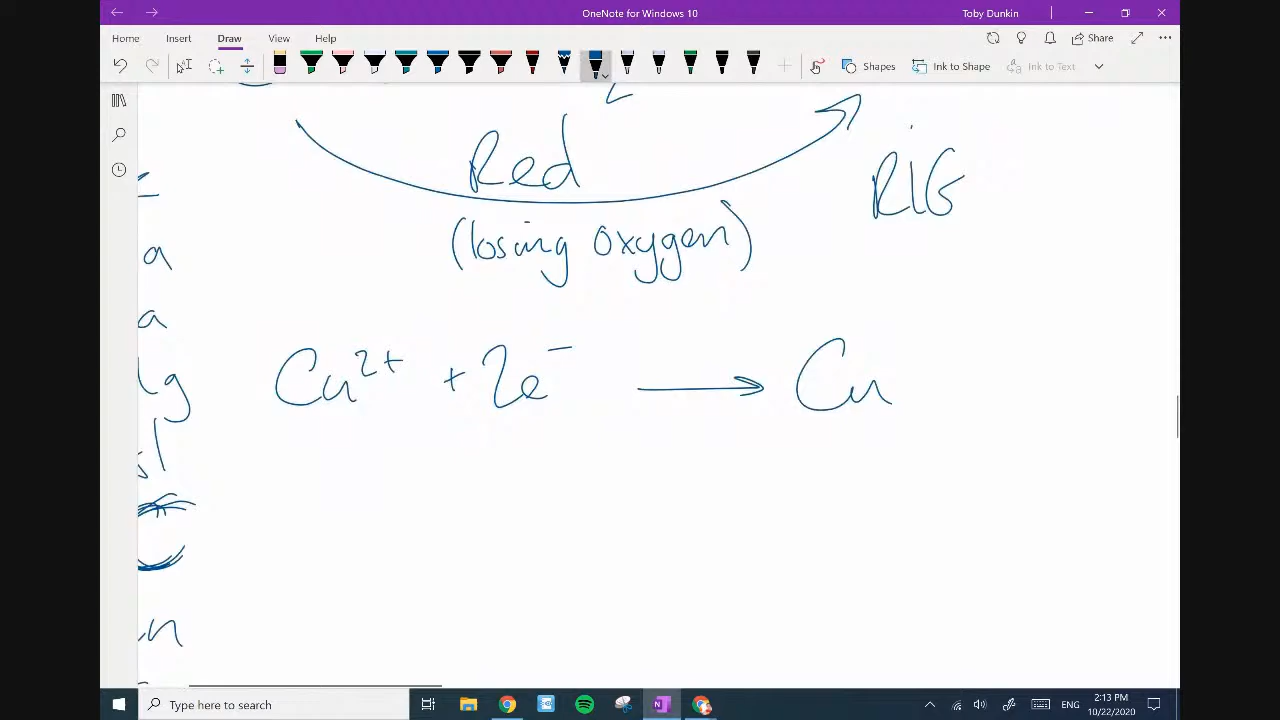 OneNote for Windows 10
Toby Dunkin
Home Insert Draw View Help
Share
Shapes
Ink to Shape
Ink to Text
Red
RIG
(losing oxygen)
a
a
Cu²⁺ + 2e⁻ → Cu
g
n
Type here to search
ENG
2:13 PM
10/22/2020